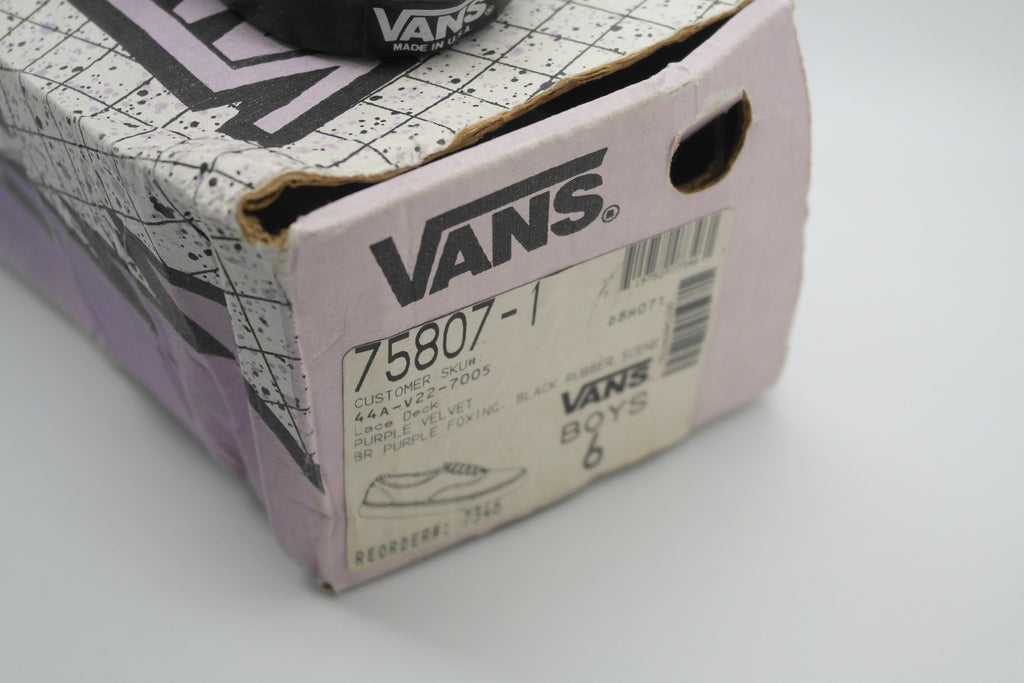 VANS®
MADE IN U.S.A
VANS®
75807-1
D8H071
CUSTOMER SKU#:
44A-V22-7005
Lace Deck
PURPLE VELVET
BR PURPLE FOXING, BLACK RUBBER SCENE
VANS
BOYS
6
REORDER#: 7346